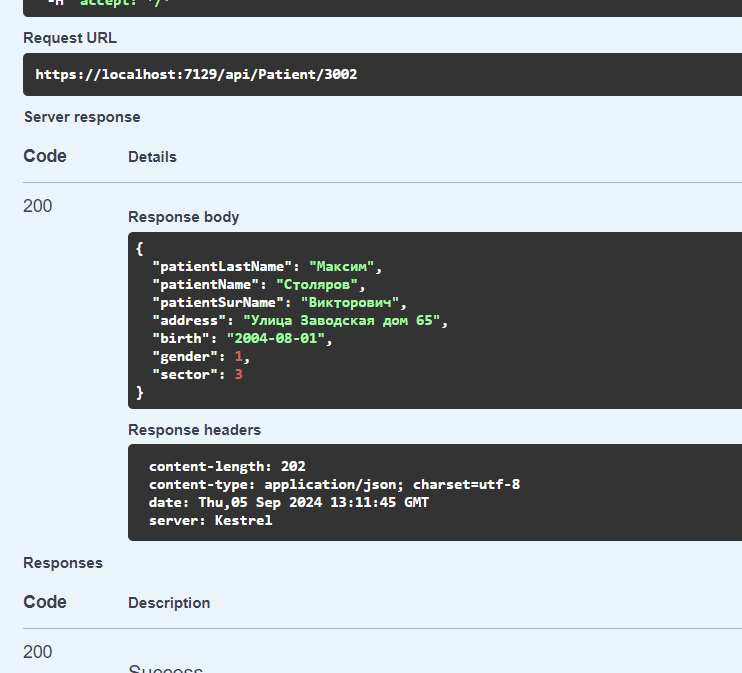 -H 'accept: */*'
Request URL
https://localhost:7129/api/Patient/3002
Server response
Code Details
200
Response body
{
"patientLastName": "Максим",
"patientName": "Столяров",
"patientSurName": "Викторович",
"address": "Улица Заводская дом 65",
"birth": "2004-08-01",
"gender": 1,
"sector": 3
}
Response headers
content-length: 202
content-type: application/json; charset=utf-8
date: Thu,05 Sep 2024 13:11:45 GMT
server: Kestrel
Responses
Code Description
200
Success